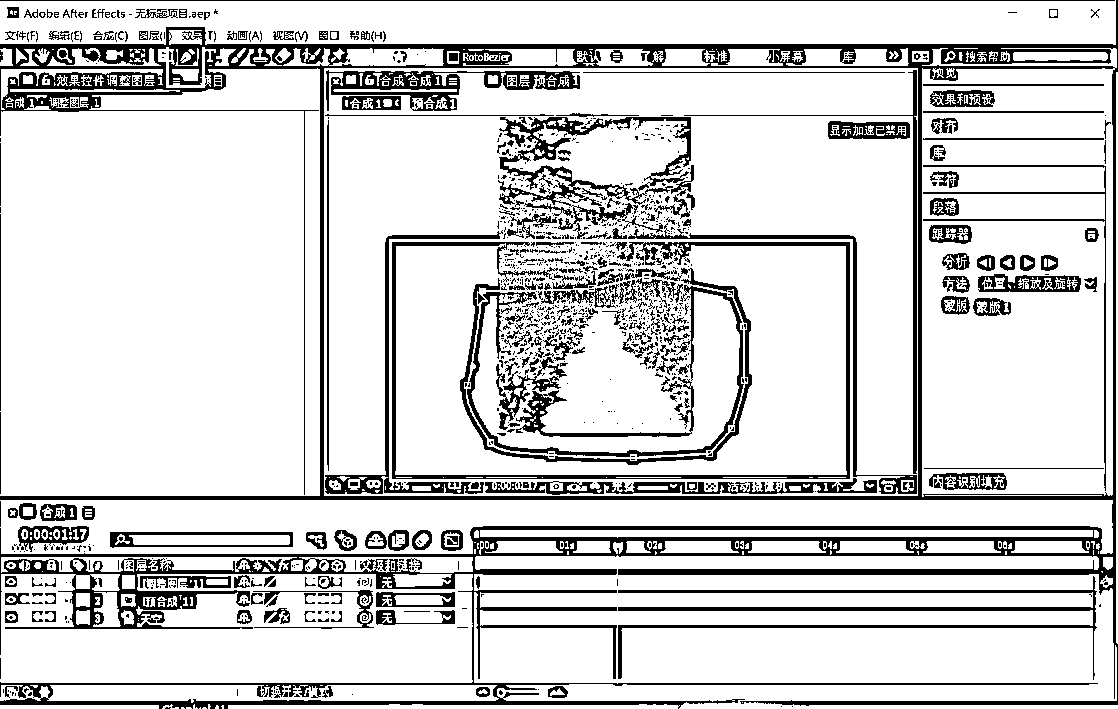 Adobe After Effects - 无标题项目.aep *
文件(F) 编辑(E) 合成(C) 图层(L) 效果(T) 动画(A) 视图(V) 窗口 帮助(H)
RotoBezier 默认 了解 标准 小屏幕 库 搜索帮助
效果控件 调整图层 1 项目
合成 1 · 调整图层 1
合成 合成 1 图层 预合成 1
合成 1 预合成 1
显示加速已禁用
预览
效果和预设
对齐
库
字符
段落
跟踪器
分析
方法 位置、缩放及旋转
蒙版 蒙版 1
内容识别填充
25% 0:00:01:17 完整 活动摄像机 1 个
合成 1
0:00:01:17
:00s 01s 02s 03s 04s 05s 06s 07s
# 图层名称 父级和链接
1 [调整图层 1] 无
2 [预合成 1] 无
3 天空 无
切换开关/模式